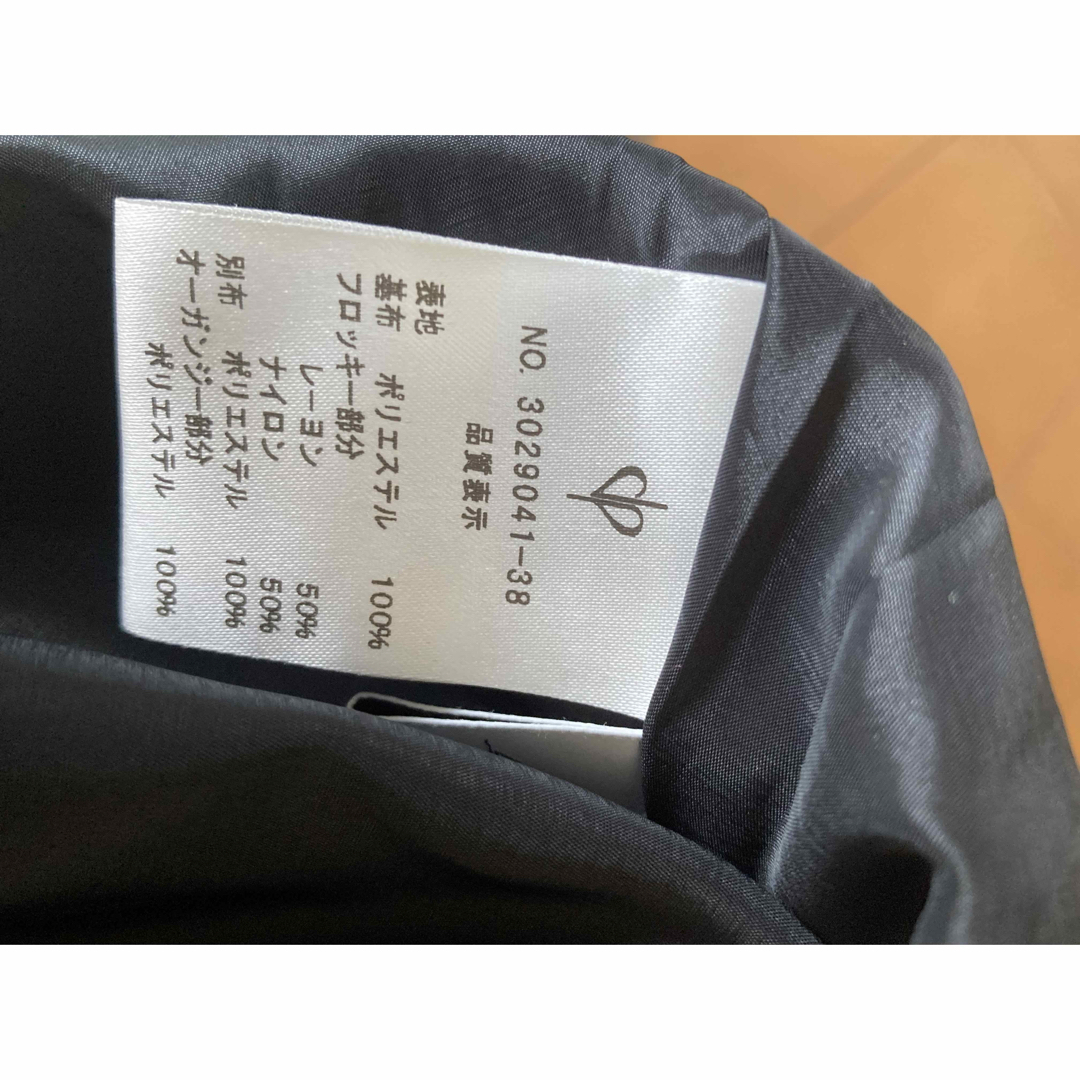 NO. 3029041-38
品質表示
表地
基布 ポリエステル 100%
フロッキー部分
レーヨン 50%
ナイロン 50%
別布 ポリエステル 100%
オーガンジー部分
ポリエステル 100%